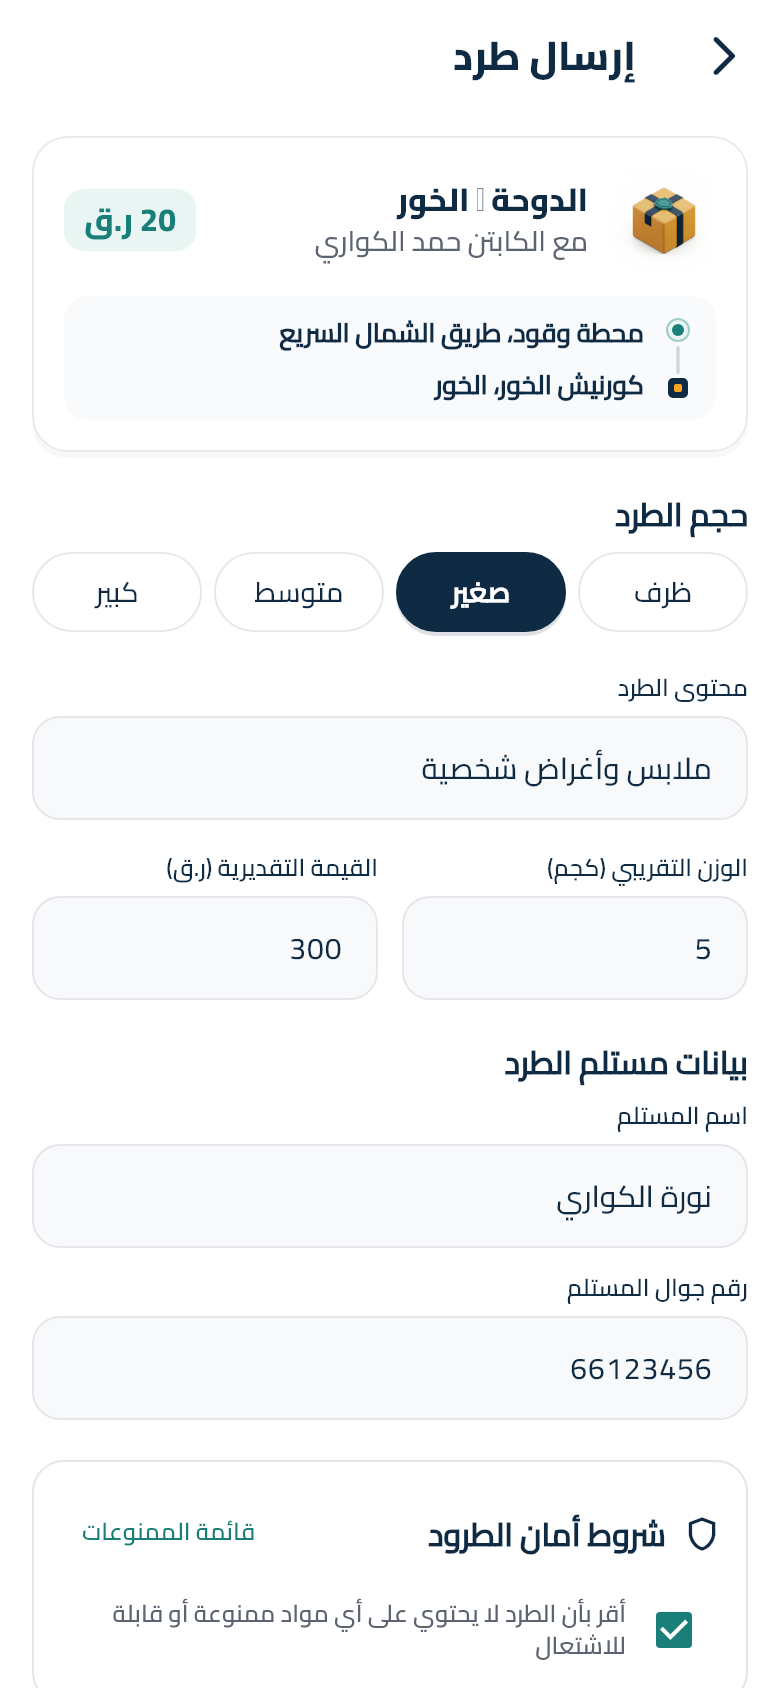 إرسال طرد
الدوحة الخور
20 ر.ق
مع الكابتن حمد الكواري
محطة وقود، طريق الشمال السريع
كورنيش الخور، الخور
حجم الطرد
ظرف
صغير
متوسط
كبير
محتوى الطرد
ملابس وأغراض شخصية
الوزن التقريبي (كجم)
القيمة التقديرية (ر.ق)
5
300
بيانات مستلم الطرد
اسم المستلم
نورة الكواري
رقم جوال المستلم
66123456
شروط أمان الطرود
قائمة الممنوعات
أقر بأن الطرد لا يحتوي على أي مواد ممنوعة أو قابلة
للاشتعال